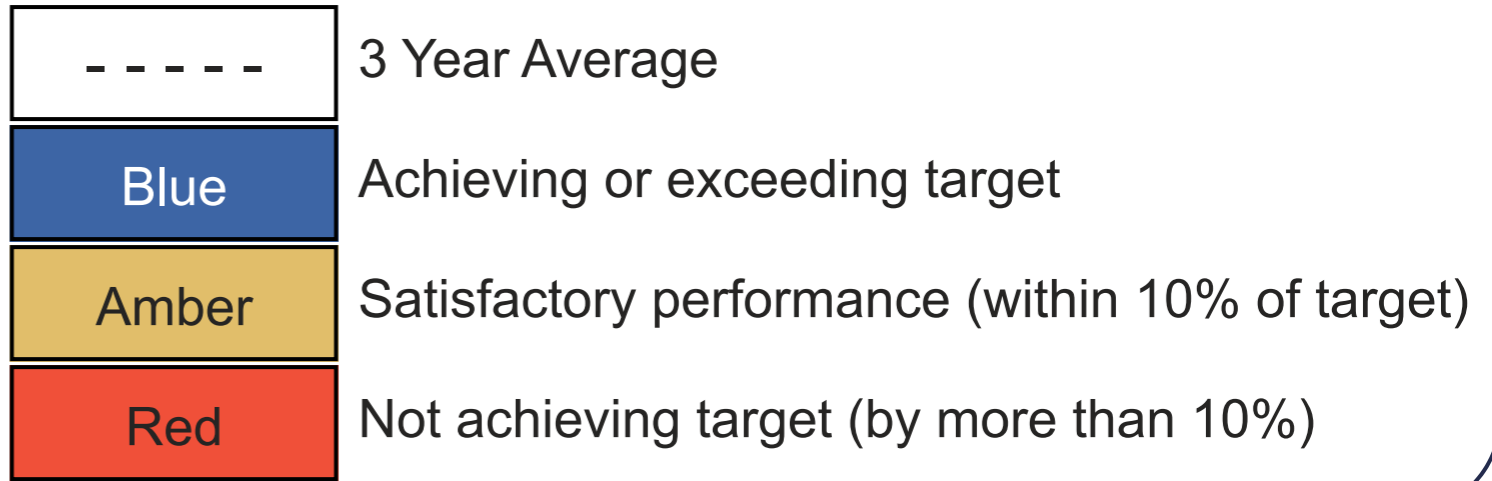 - - - - - 3 Year Average
Blue Achieving or exceeding target
Amber Satisfactory performance (within 10% of target)
Red Not achieving target (by more than 10%)